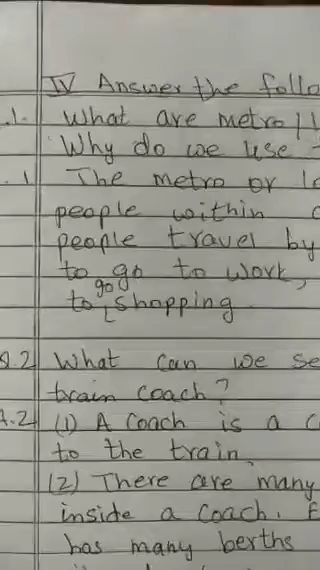 IV Answer the follo
.1. What are metro / l
Why do we use
. 1 The metro or lo
people within
people travel by
to go to work,
to go shopping
Q.2 What can we se
train coach?
A.2 (1) A coach is a c
to the train.
(2) There are many
inside a coach. E
has many berths